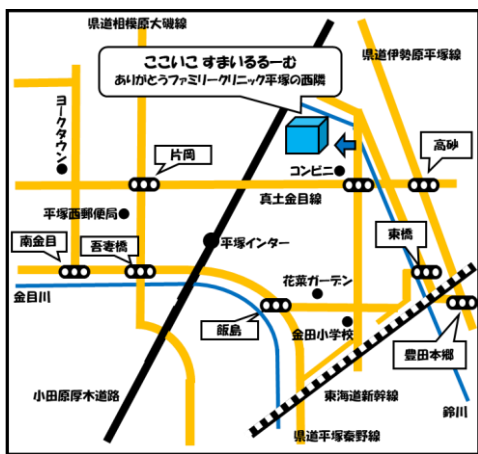 県道相模原大磯線
県道伊勢原平塚線
ここいこ すまいるるーむ
ありがとうファミリークリニック平塚の西隣
ヨークタウン
片岡
コンビニ
高砂
真土金目線
平塚西郵便局
南金目
吾妻橋
平塚インター
東橋
金目川
花菜ガーデン
飯島
金田小学校
豊田本郷
小田原厚木道路
東海道新幹線
鈴川
県道平塚秦野線